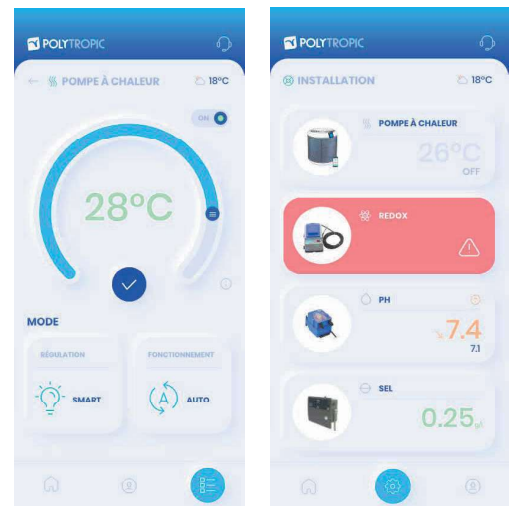 POLYTROPIC
POMPE À CHALEUR
18°C
ON
28°C
MODE
RÉGULATION
SMART
FONCTIONNEMENT
A
AUTO
POLYTROPIC
INSTALLATION
18°C
POMPE À CHALEUR
26°C
OFF
REDOX
PH
7.4
7.1
SEL
0.25